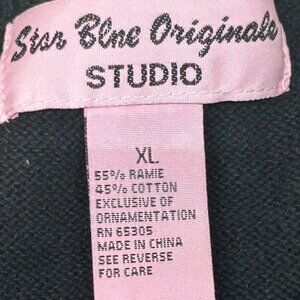 Star Blne Originals
STUDIO
XL
55% RAMIE
45% COTTON
EXCLUSIVE OF
ORNAMENTATION
RN 65305
MADE IN CHINA
SEE REVERSE
FOR CARE